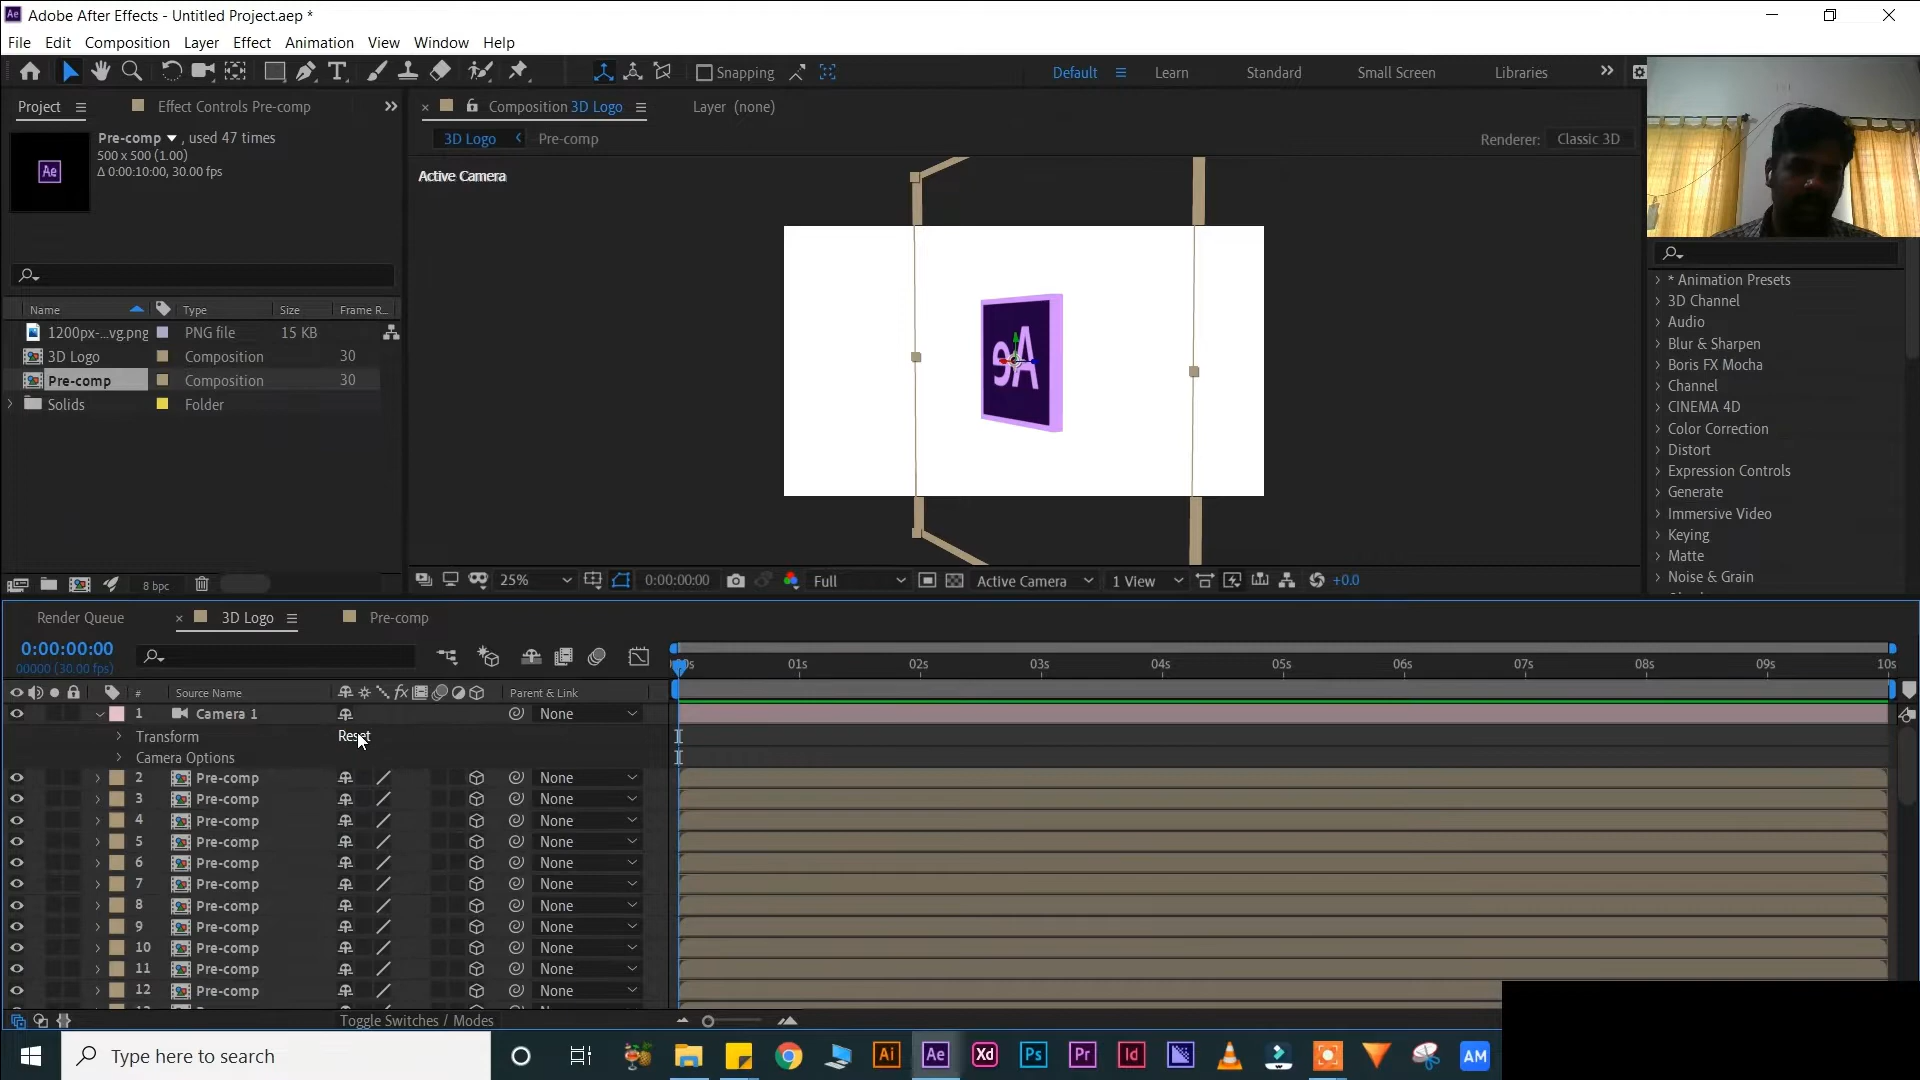 Adobe After Effects - Untitled Project.aep *
File Edit Composition Layer Effect Animation View Window Help
Snapping
Default Learn Standard Small Screen Libraries
Project Effect Controls Pre-comp
Composition 3D Logo Layer (none)
Pre-comp , used 47 times
500 x 500 (1.00)
Δ 0:00:10:00, 30.00 fps
3D Logo Pre-comp
Renderer: Classic 3D
Active Camera
Ae
Name Type Size Frame R...
1200px-...vg.png PNG file 15 KB
3D Logo Composition 30
Pre-comp Composition 30
Solids Folder
8 bpc
25% 0:00:00:00 Full Active Camera 1 View +0.0
* Animation Presets
3D Channel
Audio
Blur & Sharpen
Boris FX Mocha
Channel
CINEMA 4D
Color Correction
Distort
Expression Controls
Generate
Immersive Video
Keying
Matte
Noise & Grain
Render Queue 3D Logo Pre-comp
0:00:00:00
00000 (30.00 fps)
01s 02s 03s 04s 05s 06s 07s 08s 09s 10s
# Source Name fx Parent & Link
1 Camera 1 None
Transform Reset
Camera Options
2 Pre-comp None
3 Pre-comp None
4 Pre-comp None
5 Pre-comp None
6 Pre-comp None
7 Pre-comp None
8 Pre-comp None
9 Pre-comp None
10 Pre-comp None
11 Pre-comp None
12 Pre-comp None
Toggle Switches / Modes
Type here to search
Ai Ae Xd Ps Pr Id AM